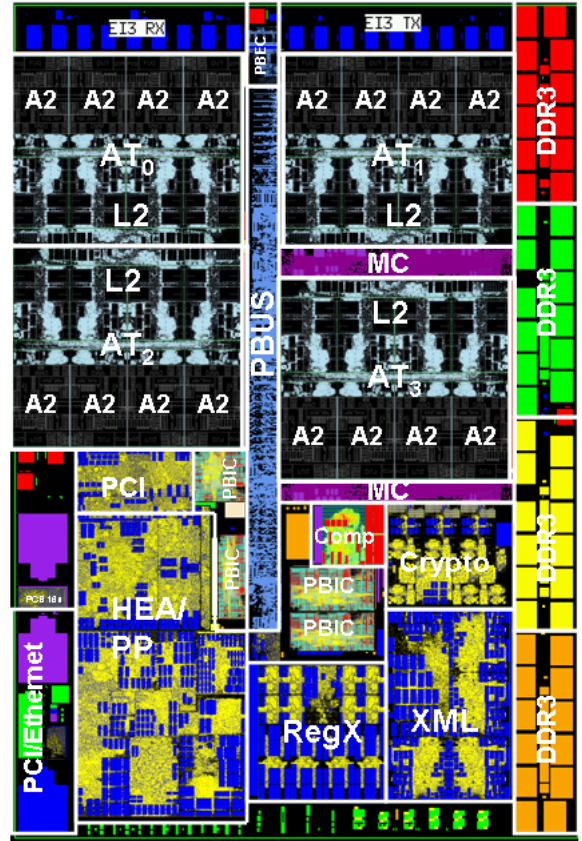 EI3 RX
EI3 TX
PBEC
DDR3
A2 A2 A2 A2
A2 A2 A2 A2
AT0
AT1
L2
L2
MC
DDR3
L2
PBUS
L2
AT2
AT3
A2 A2 A2 A2
A2 A2 A2 A2
PCI
PBIC
MC
DDR3
Comp
Crypto
PBIC
PBIC
PBIC
HEA/
PP
PCI/Ethernet
RegX
XML
DDR3